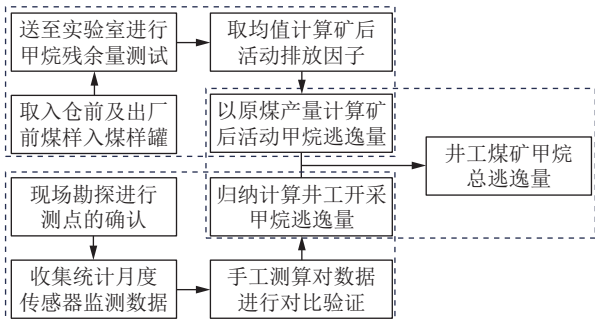 送至实验室进行
甲烷残余量测试
取均值计算矿后
活动排放因子
取入仓前及出厂
前煤样入煤样罐
以原煤产量计算矿
后活动甲烷逃逸量
井工煤矿甲烷
总逃逸量
现场勘探进行
测点的确认
归纳计算井工开采
甲烷逃逸量
收集统计月度
传感器监测数据
手工测算对数据
进行对比验证